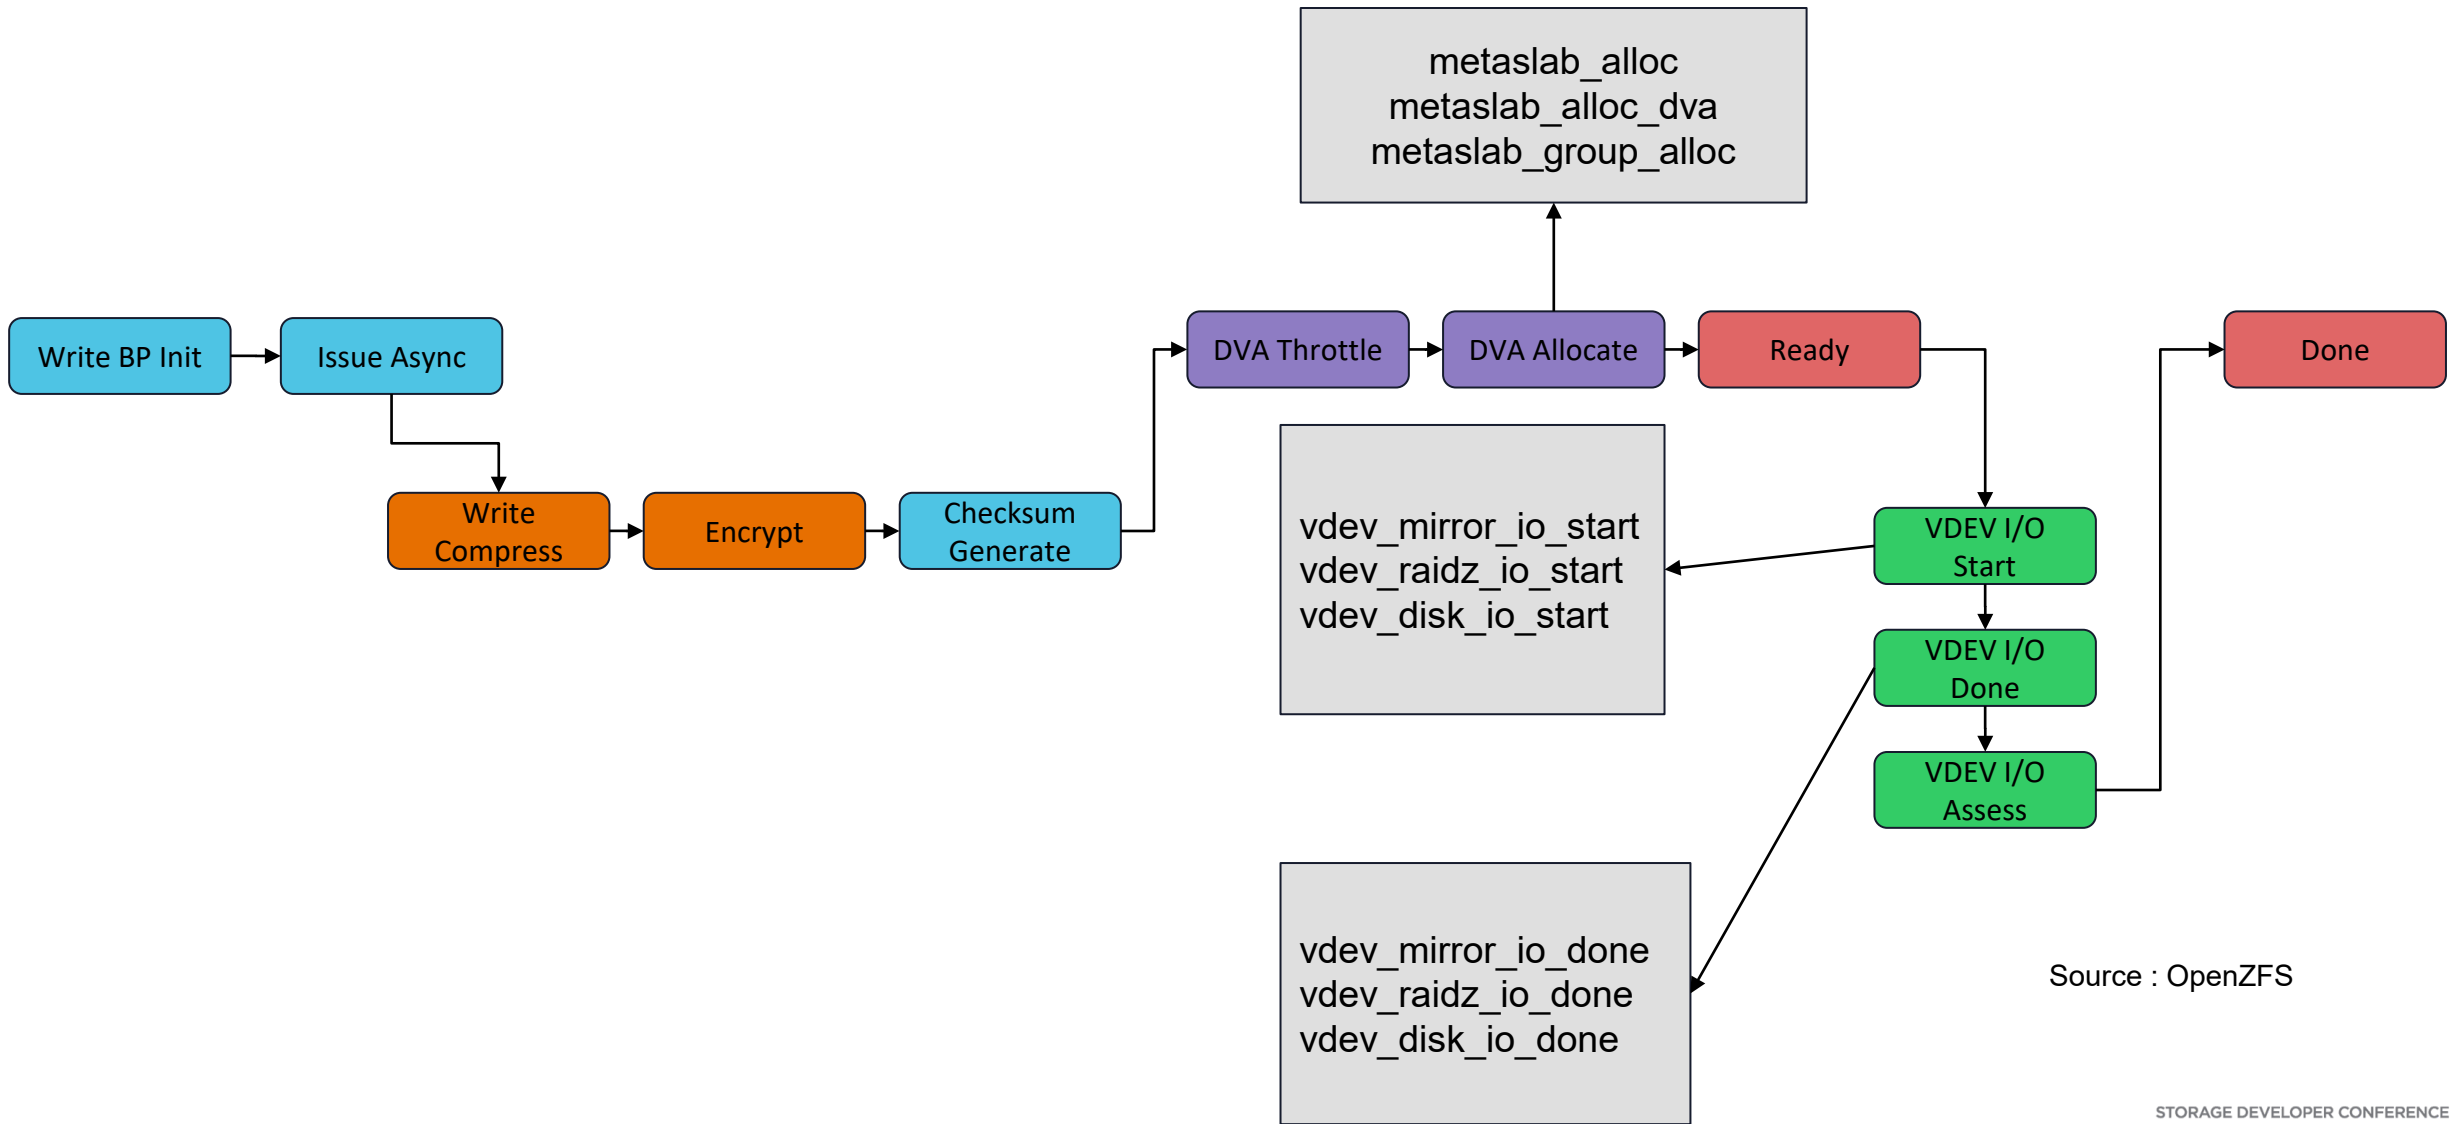 metaslab_alloc
metaslab_alloc_dva
metaslab_group_alloc
Write BP Init
Issue Async
DVA Throttle
DVA Allocate
Ready
Done
Write
Compress
Encrypt
Checksum
Generate
vdev_mirror_io_start
vdev_raidz_io_start
vdev_disk_io_start
VDEV I/O
Start
VDEV I/O
Done
VDEV I/O
Assess
vdev_mirror_io_done
vdev_raidz_io_done
vdev_disk_io_done
Source : OpenZFS
STORAGE DEVELOPER CONFERENCE